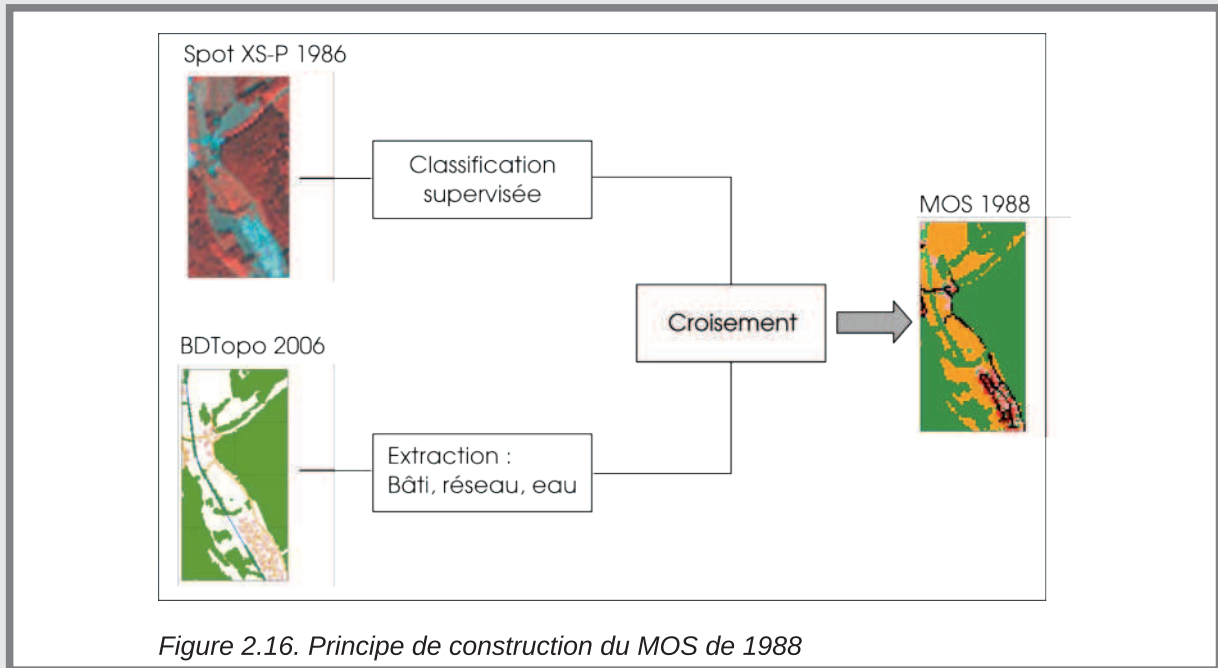 Spot XS-P 1986
Classification
supervisée
MOS 1988
Croisement
BDTopo 2006
Extraction :
Bâti, réseau, eau
Figure 2.16. Principe de construction du MOS de 1988